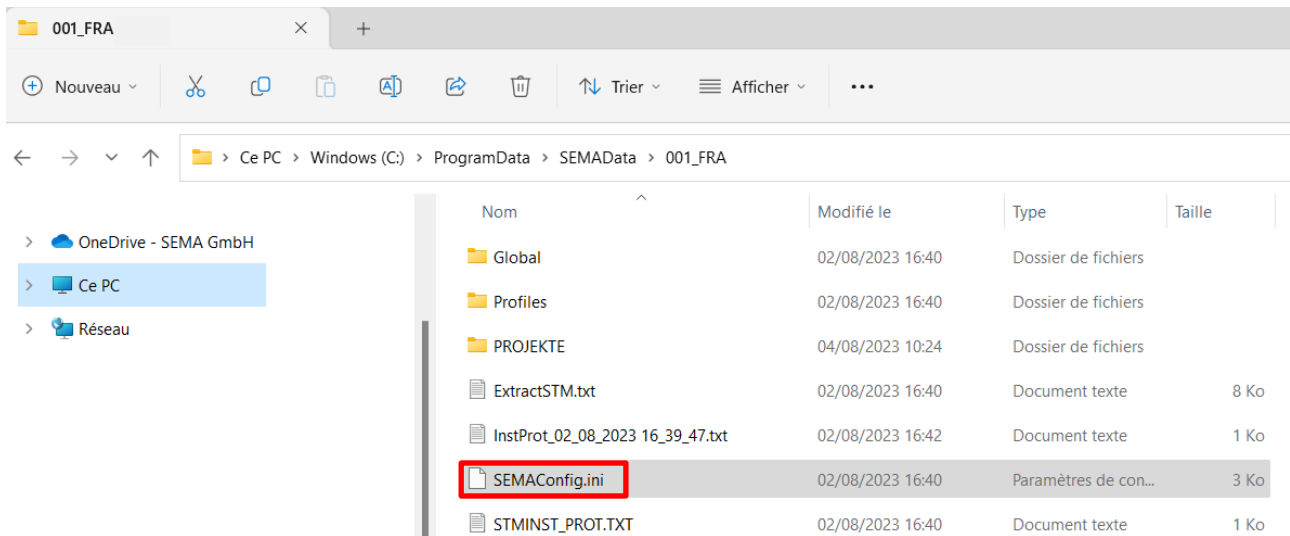 001_FRA
Nouveau
Trier
Afficher
Ce PC > Windows (C:) > ProgramData > SEMAData > 001_FRA
OneDrive - SEMA GmbH
Ce PC
Réseau
Nom Modifié le Type Taille
Global 02/08/2023 16:40 Dossier de fichiers
Profiles 02/08/2023 16:40 Dossier de fichiers
PROJEKTE 04/08/2023 10:24 Dossier de fichiers
ExtractSTM.txt 02/08/2023 16:40 Document texte 8 Ko
InstProt_02_08_2023 16_39_47.txt 02/08/2023 16:42 Document texte 1 Ko
SEMAConfig.ini 02/08/2023 16:40 Paramètres de con... 3 Ko
STMINST_PROT.TXT 02/08/2023 16:40 Document texte 1 Ko